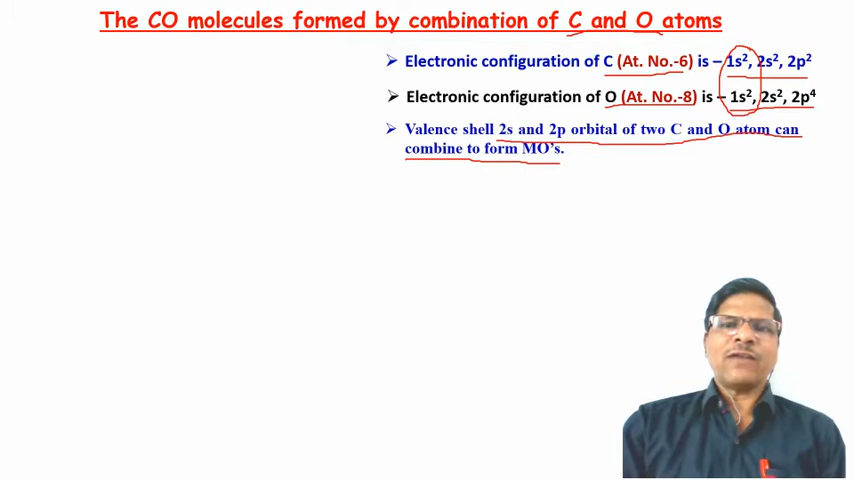 The CO molecules formed by combination of C and O atoms
➢ Electronic configuration of C (At. No.-6) is – 1s², 2s², 2p²
➢ Electronic configuration of O (At. No.-8) is – 1s², 2s², 2p⁴
➢ Valence shell 2s and 2p orbital of two C and O atom can
combine to form MO's.